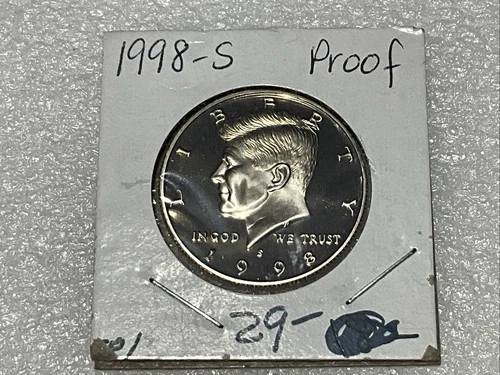 1998-S Proof
LIBERTY
IN GOD WE TRUST
S
1998
29-